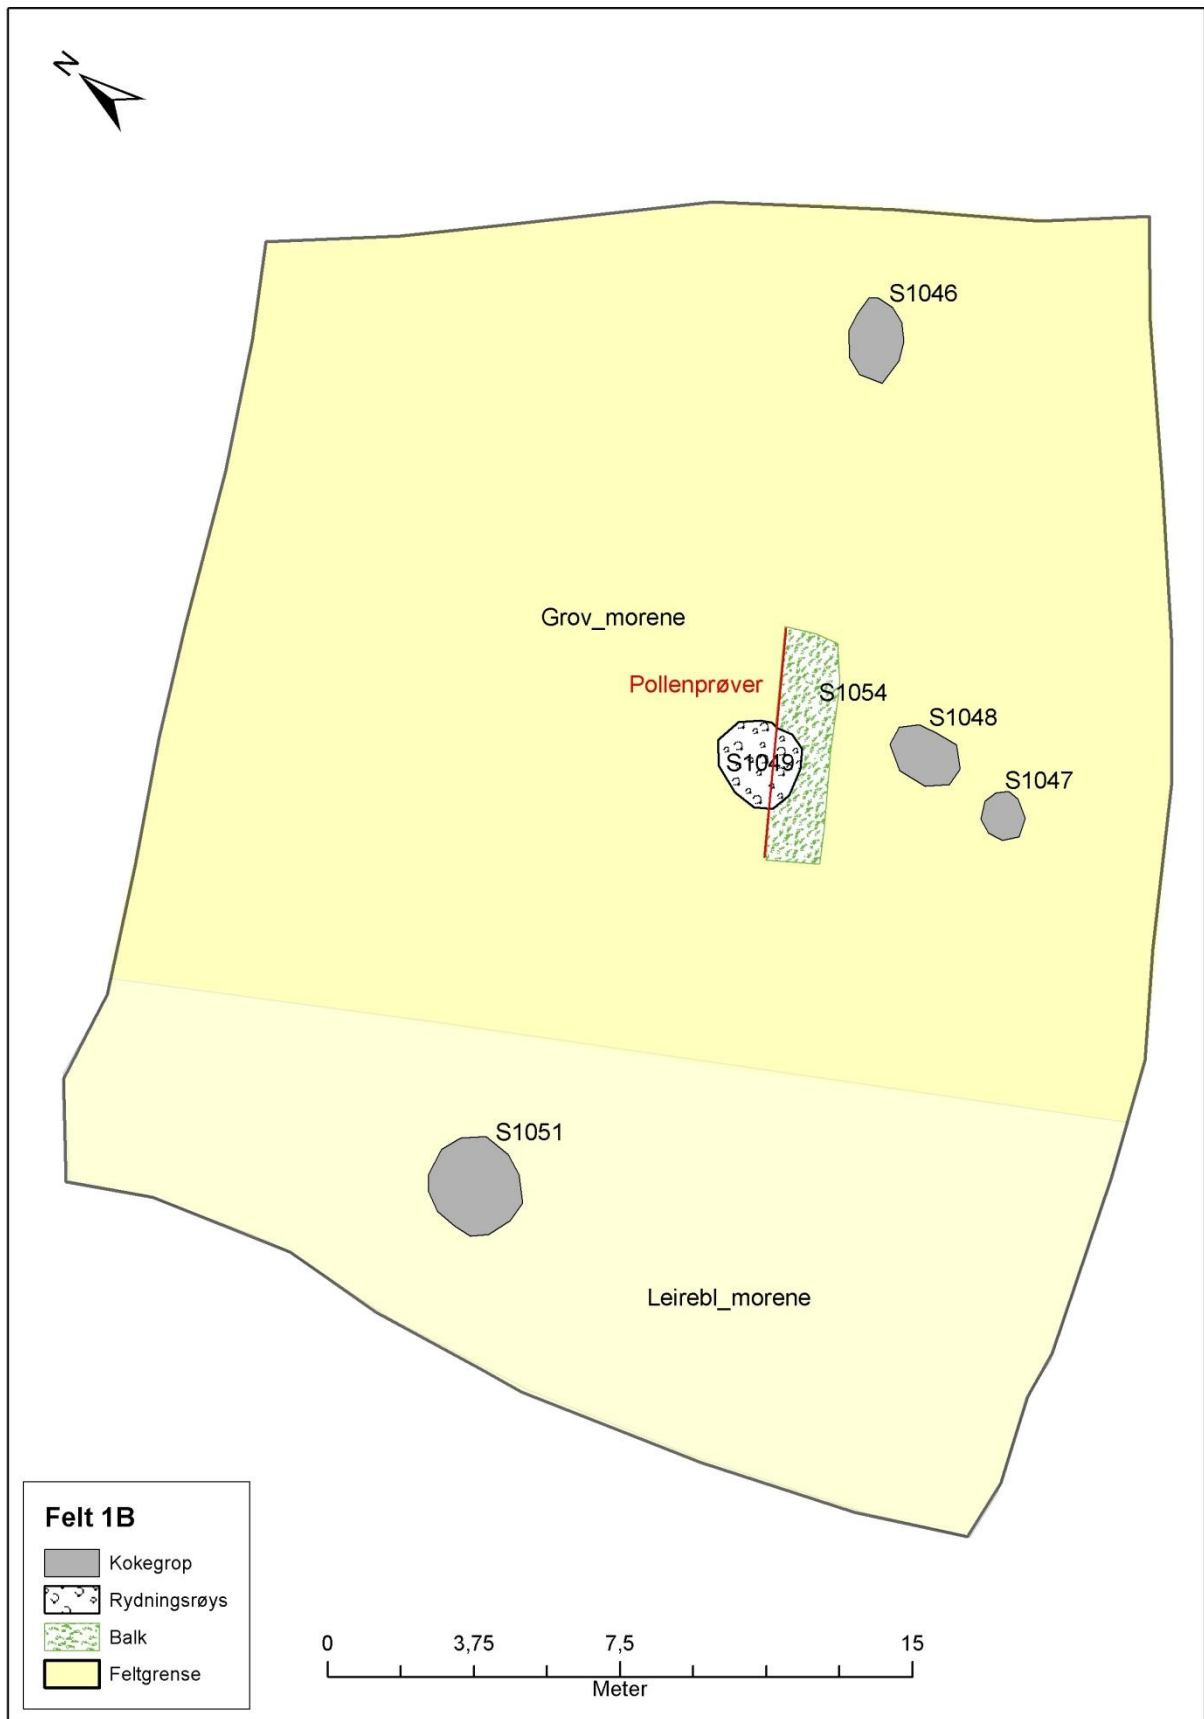 N
S1046
Grov_morene
Pollenprøver
S1054
S1048
S1049
S1047
S1051
Leirebl_morene
Felt 1B
Kokegrop
Rydningsrøys
Balk
Feltgrense
0 3,75 7,5 15
Meter